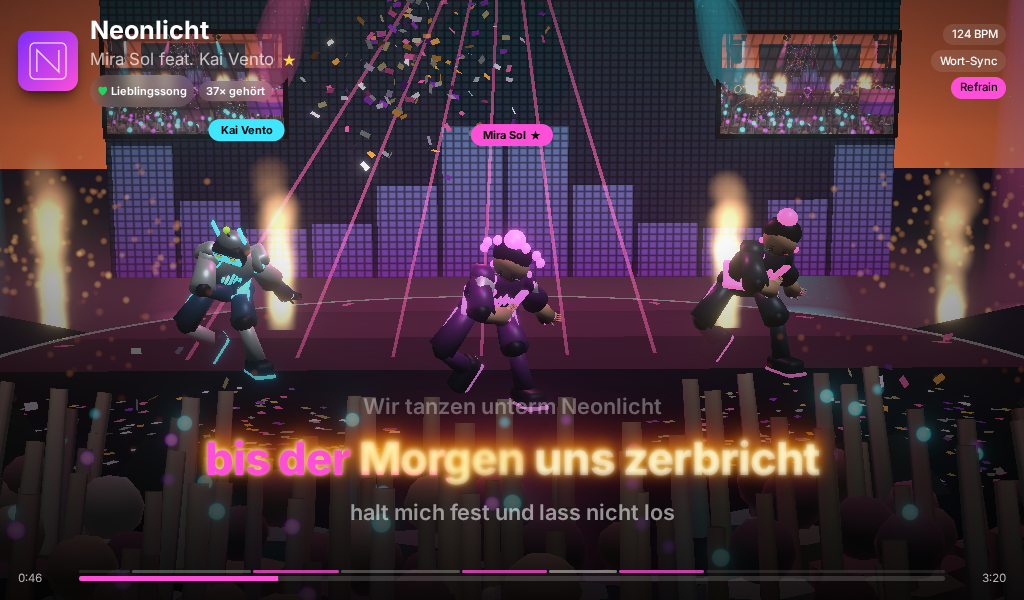 Neonlicht
Mira Sol feat. Kai Vento ★
Lieblingssong
37× gehört
124 BPM
Wort-Sync
Refrain
Kai Vento
Mira Sol ★
Wir tanzen unterm Neonlicht
bis der Morgen uns zerbricht
halt mich fest und lass nicht los
0:46
3:20